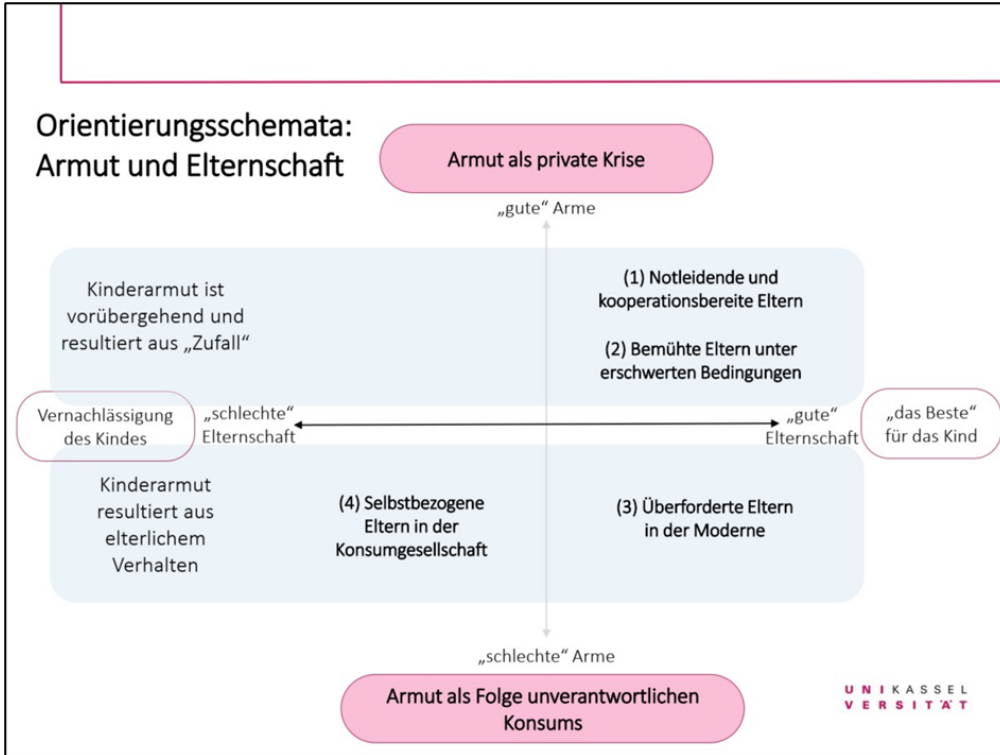 Orientierungsschemata:
Armut und Elternschaft
Armut als private Krise
„gute“ Arme
Kinderarmut ist
vorübergehend und
resultiert aus „Zufall“
(1) Notleidende und
kooperationsbereite Eltern
(2) Bemühte Eltern unter
erschwerten Bedingungen
Vernachlässigung
des Kindes
„schlechte“
Elternschaft
„gute“
Elternschaft
„das Beste“
für das Kind
Kinderarmut
resultiert aus
elterlichem
Verhalten
(4) Selbstbezogene
Eltern in der
Konsumgesellschaft
(3) Überforderte Eltern
in der Moderne
„schlechte“ Arme
Armut als Folge unverantwortlichen
Konsums
UNIKASSEL
VERSITÄT